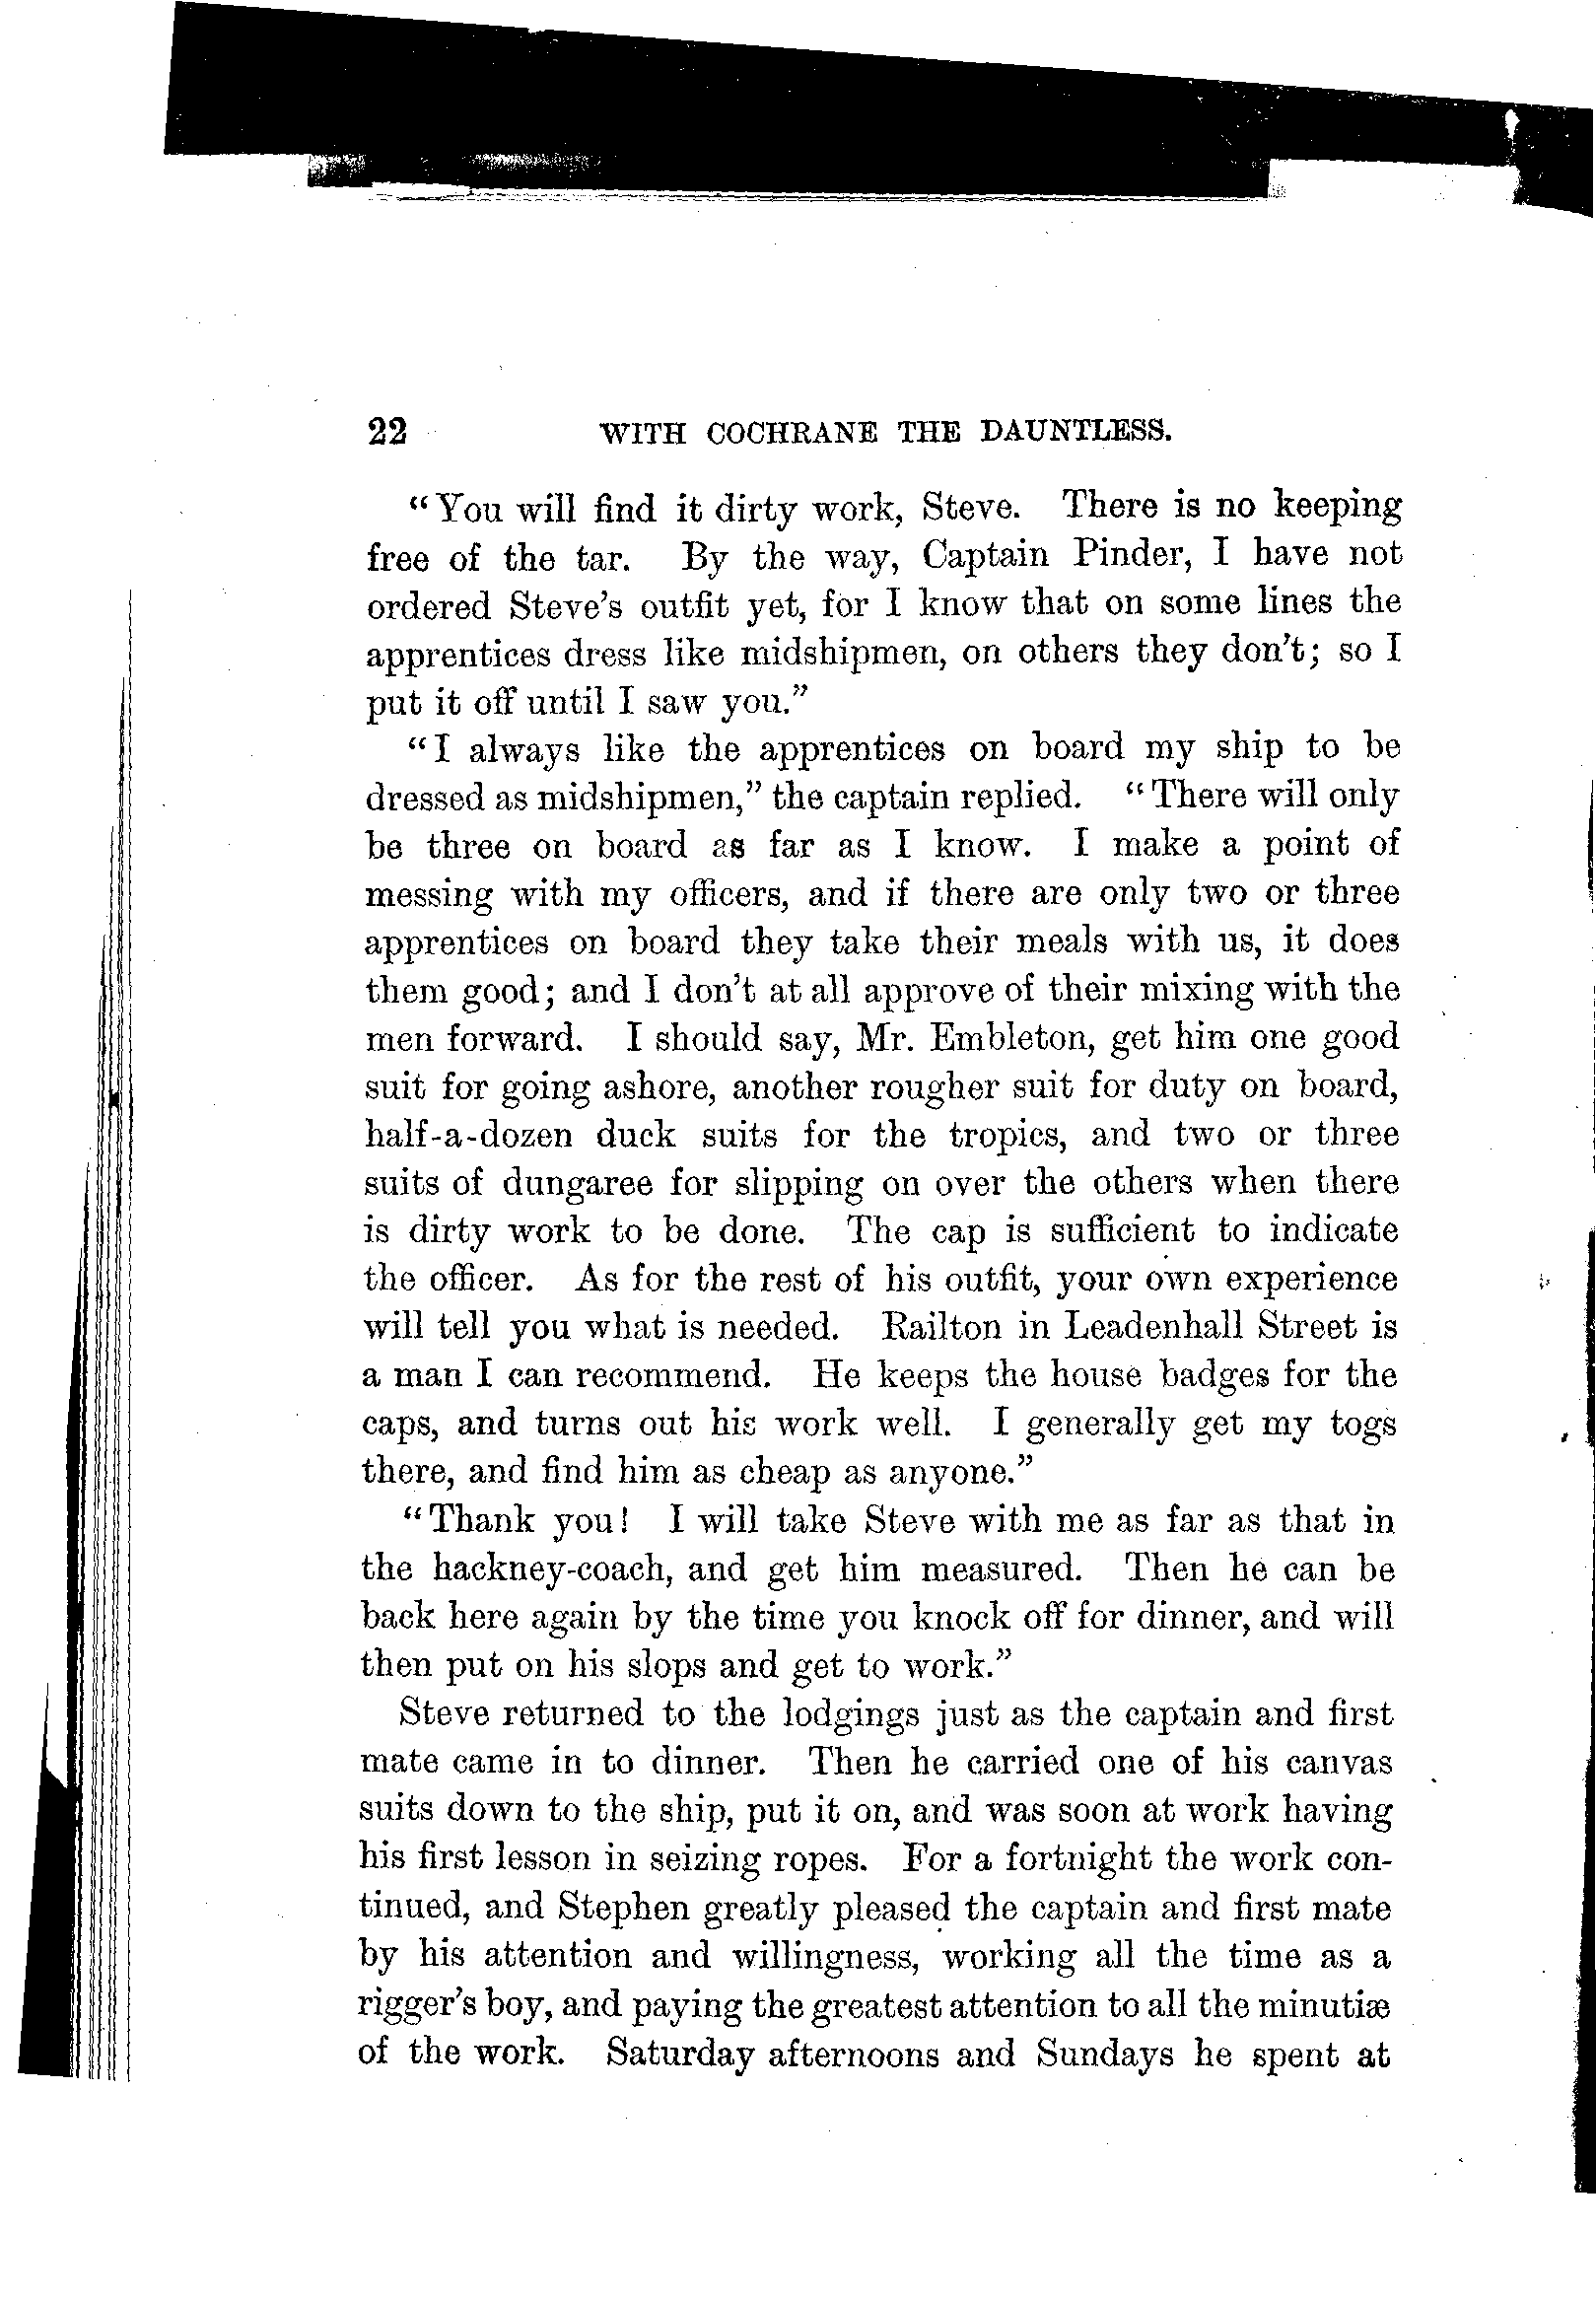 22 WITH COCHRANE THE DAUNTLESS.
“You will find it dirty work, Steve. There is no keeping
free of the tar. By the way, Captain Pinder, I have not
ordered Steve’s outfit yet, for I know that on some lines the
apprentices dress like midshipmen, on others they don’t; so I
put it off until I saw you.”
“I always like the apprentices on board my ship to be
dressed as midshipmen,” the captain replied. “There will only
be three on board as far as I know. I make a point of
messing with my officers, and if there are only two or three
apprentices on board they take their meals with us, it does
them good; and I don’t at all approve of their mixing with the
men forward. I should say, Mr. Embleton, get him one good
suit for going ashore, another rougher suit for duty on board,
half-a-dozen duck suits for the tropics, and two or three
suits of dungaree for slipping on over the others when there
is dirty work to be done. The cap is sufficient to indicate
the officer. As for the rest of his outfit, your own experience
will tell you what is needed. Railton in Leadenhall Street is
a man I can recommend. He keeps the house badges for the
caps, and turns out his work well. I generally get my togs
there, and find him as cheap as anyone.”
“Thank you! I will take Steve with me as far as that in
the hackney-coach, and get him measured. Then he can be
back here again by the time you knock off for dinner, and will
then put on his slops and get to work.”
Steve returned to the lodgings just as the captain and first
mate came in to dinner. Then he carried one of his canvas
suits down to the ship, put it on, and was soon at work having
his first lesson in seizing ropes. For a fortnight the work con-
tinued, and Stephen greatly pleased the captain and first mate
by his attention and willingness, working all the time as a
rigger’s boy, and paying the greatest attention to all the minutiæ
of the work. Saturday afternoons and Sundays he spent at